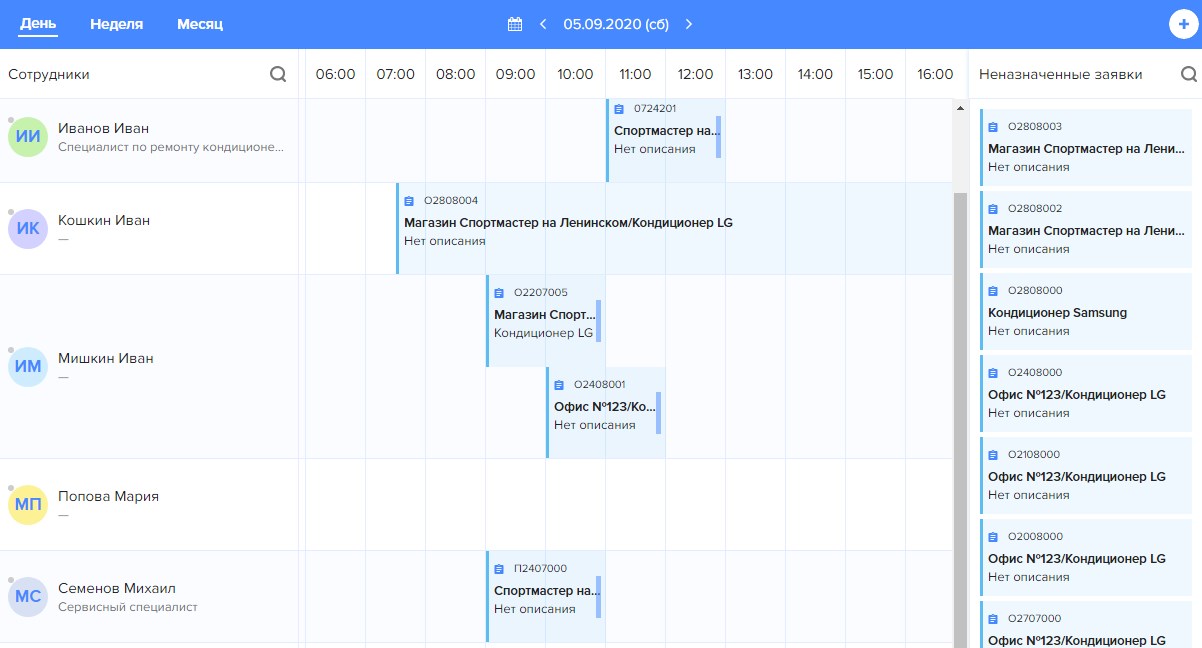 День Неделя Месяц 05.09.2020 (сб)
Сотрудники 06:00 07:00 08:00 09:00 10:00 11:00 12:00 13:00 14:00 15:00 16:00 Неназначенные заявки
ИИ
Иванов Иван
Специалист по ремонту кондиционе...
0724201
Спортмастер на...
Нет описания
ИК
Кошкин Иван
—
О2808004
Магазин Спортмастер на Ленинском/Кондиционер LG
Нет описания
ИМ
Мишкин Иван
—
О2207005
Магазин Спорт...
Кондиционер LG
О2408001
Офис №123/Ко...
Нет описания
МП
Попова Мария
—
МС
Семенов Михаил
Сервисный специалист
П2407000
Спортмастер на...
Нет описания
О2808003
Магазин Спортмастер на Лени...
Нет описания
О2808002
Магазин Спортмастер на Лени...
Нет описания
О2808000
Кондиционер Samsung
Нет описания
О2408000
Офис №123/Кондиционер LG
Нет описания
О2108000
Офис №123/Кондиционер LG
Нет описания
О2008000
Офис №123/Кондиционер LG
Нет описания
О2707000
Офис №123/Кондиционер LG